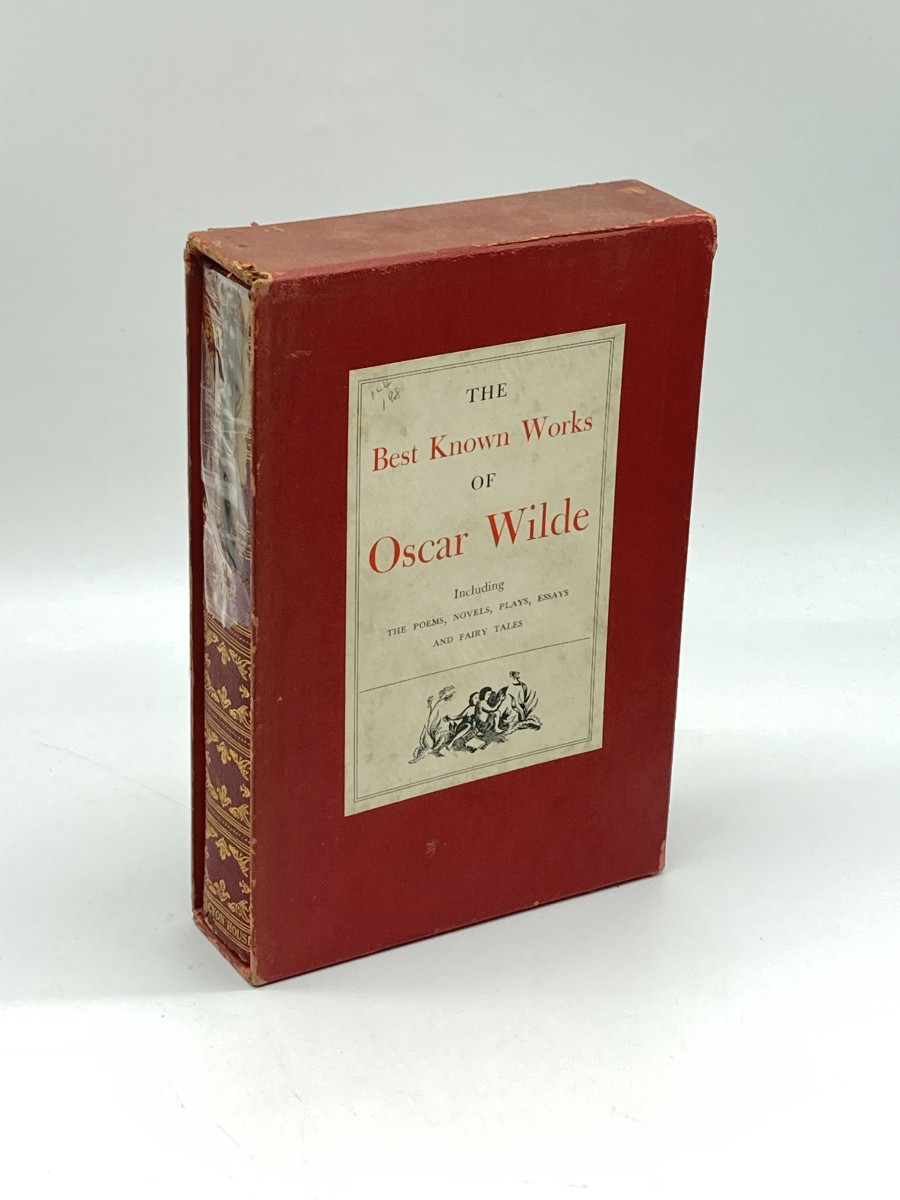 THE
Best Known Works
OF
Oscar Wilde
Including
THE POEMS, NOVELS, PLAYS, ESSAYS
AND FAIRY TALES